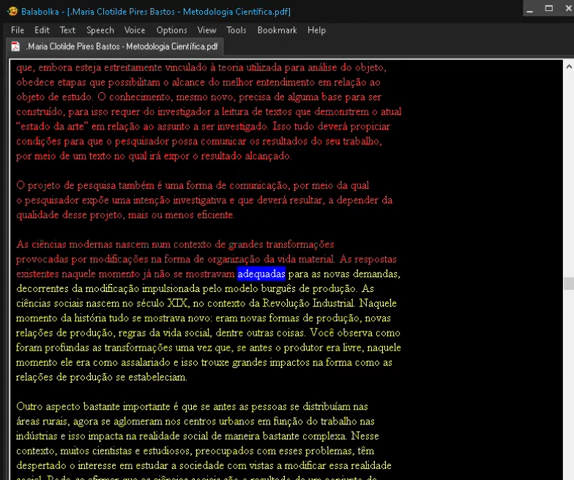 Balabolka - [.Maria Clotilde Pires Bastos - Metodologia Científica.pdf]
File Edit Text Speech Voice Options View Tools Bookmark Help
.Maria Clotilde Pires Bastos - Metodologia Científica.pdf
que, embora esteja estreitamente vinculado à teoria utilizada para análise do objeto,
obedece etapas que possibilitam o alcance do melhor entendimento em relação ao
objeto de estudo. O conhecimento, mesmo novo, precisa de alguma base para ser
construído, para isso requer do investigador a leitura de textos que demonstrem o atual
“estado da arte” em relação ao assunto a ser investigado. Isso tudo deverá propiciar
condições para que o pesquisador possa comunicar os resultados do seu trabalho,
por meio de um texto no qual irá expor o resultado alcançado.
O projeto de pesquisa também é uma forma de comunicação, por meio da qual
o pesquisador expõe uma intenção investigativa e que deverá resultar, a depender da
qualidade desse projeto, mais ou menos eficiente.
As ciências modernas nascem num contexto de grandes transformações
provocadas por modificações na forma de organização da vida material. As respostas
existentes naquele momento já não se mostravam adequadas para as novas demandas,
decorrentes da modificação impulsionada pelo modelo burguês de produção. As
ciências sociais nascem no século XIX, no contexto da Revolução Industrial. Naquele
momento da história tudo se mostrava novo: eram novas formas de produção, novas
relações de produção, regras da vida social, dentre outras coisas. Você observa como
foram profundas as transformações uma vez que, se antes o produtor era livre, naquele
momento ele era como assalariado e isso trouxe grandes impactos na forma como as
relações de produção se estabeleciam.
Outro aspecto bastante importante é que se antes as pessoas se distribuíam nas
áreas rurais, agora se aglomeram nos centros urbanos em função do trabalho nas
indústrias e isso impacta na realidade social de maneira bastante complexa. Nesse
contexto, muitos cientistas e estudiosos, preocupados com esses problemas, têm
despertado o interesse em estudar a sociedade com vistas a modificar essa realidade